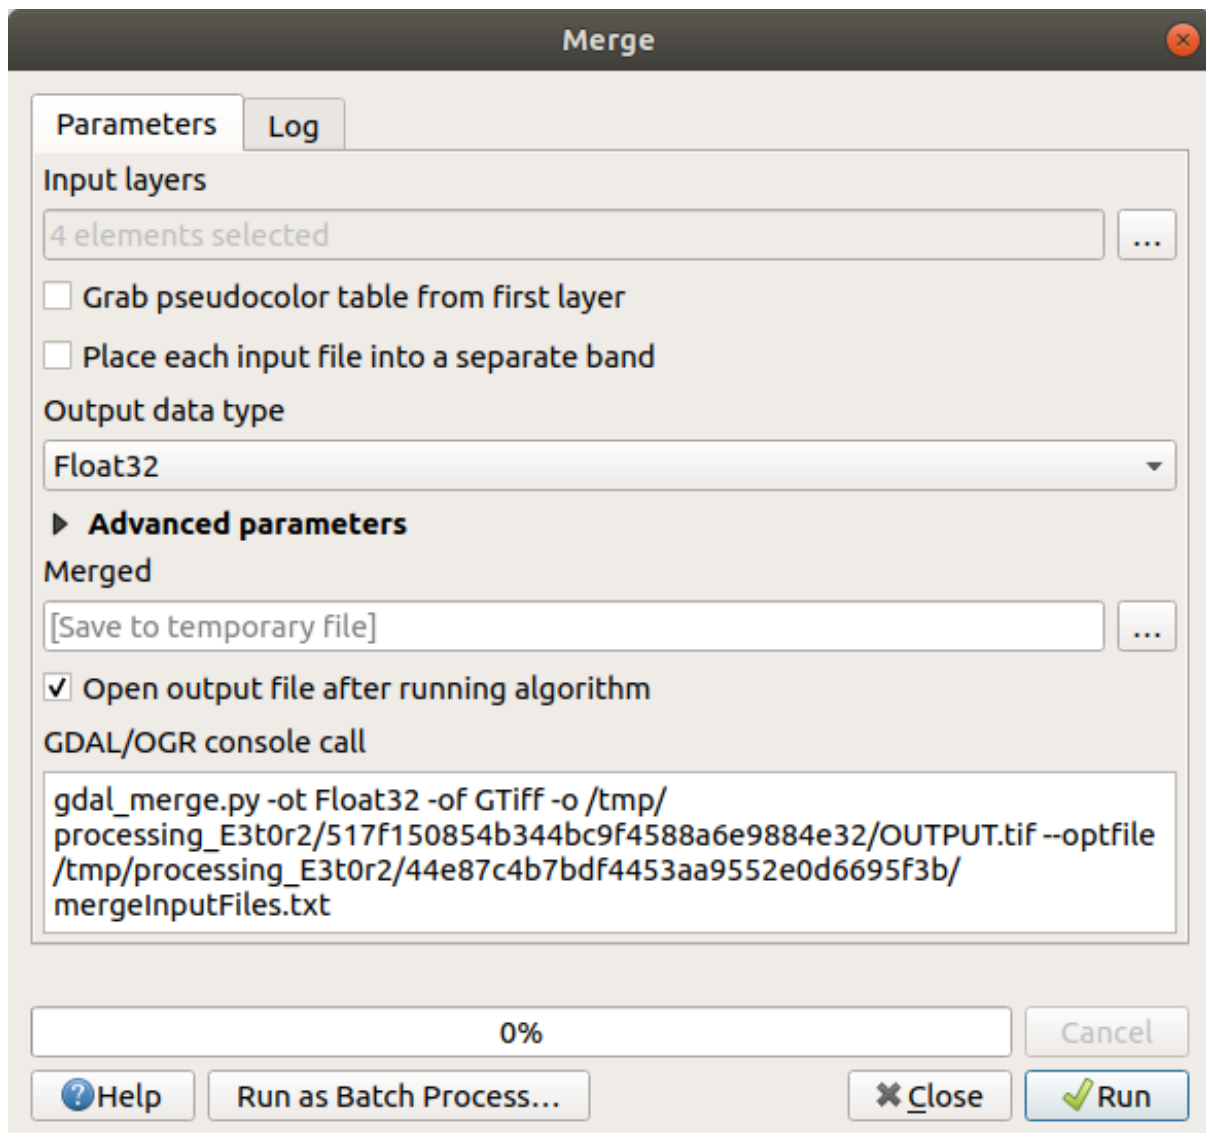 Merge
Parameters
Log
Input layers
4 elements selected
...
Grab pseudocolor table from first layer
Place each input file into a separate band
Output data type
Float32
Advanced parameters
Merged
[Save to temporary file]
...
Open output file after running algorithm
GDAL/OGR console call
gdal_merge.py -ot Float32 -of GTiff -o /tmp/
processing_E3t0r2/517f150854b344bc9f4588a6e9884e32/OUTPUT.tif --optfile
/tmp/processing_E3t0r2/44e87c4b7bdf4453aa9552e0d6695f3b/
mergeInputFiles.txt
0%
Cancel
Help
Run as Batch Process...
Close
Run